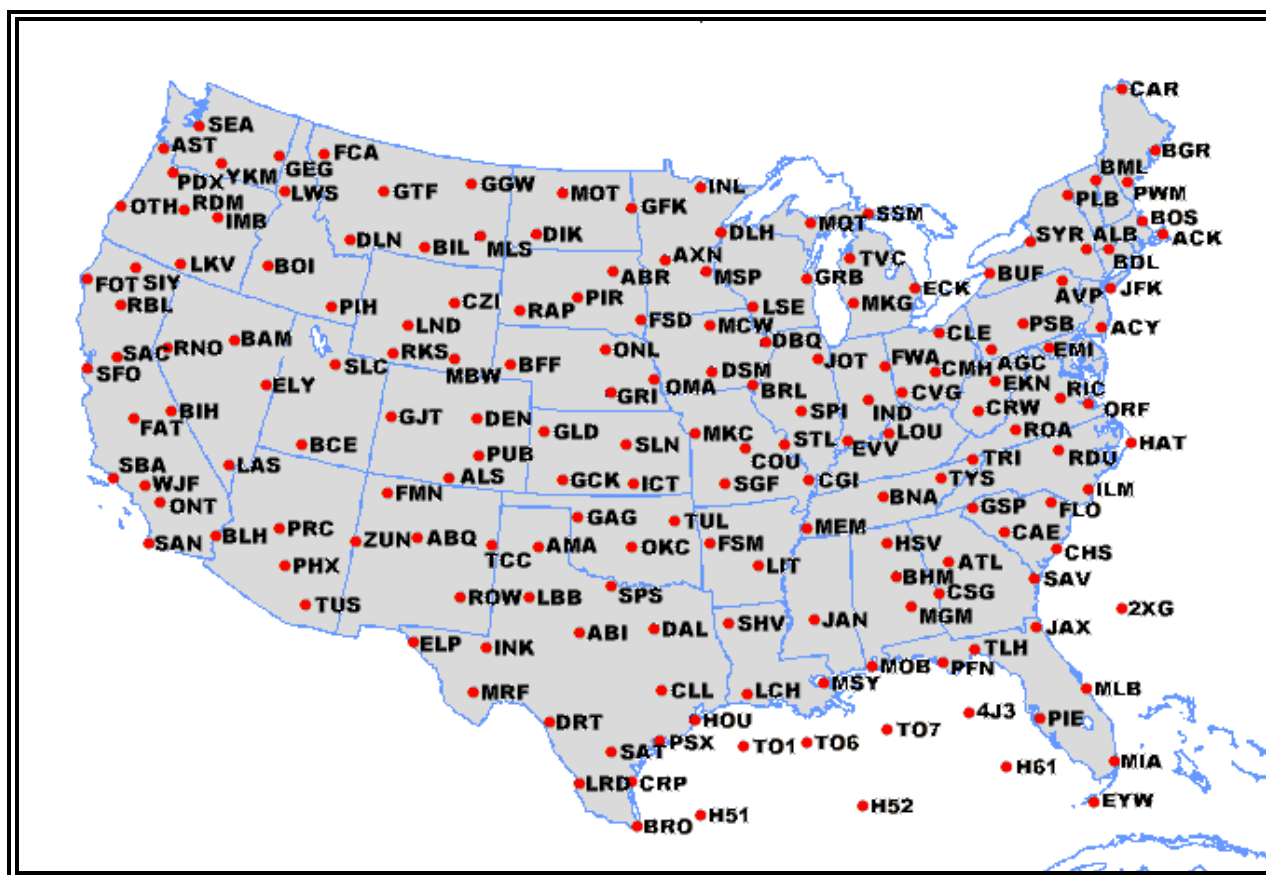 CAR
SEA
AST
FCA
BGR
GEG
YKM
PDX
BML
LWS
GTF
GGW
MOT
INL
PWM
PLB
OTH
RDM
IMB
GFK
SSM
MQT
BOS
ACK
DLN
BIL
MLS
DIK
DLH
SYR
ALB
BDL
LKV
BOI
AXN
TVC
FOT
SIY
ABR
MSP
GRB
BUF
AVP
JFK
ECK
RBL
PIH
CZI
RAP
PIR
LSE
MKG
LND
FSD
MCW
CLE
PSB
ACY
SAC
RNO
BAM
DBQ
EMI
SFO
SLC
RKS
MBW
BFF
ONL
JOT
FWA
CMH
AGC
ELY
OMA
DSM
BRL
EKN
GRI
CVG
RIC
ORF
FAT
BIH
GJT
DEN
SPI
IND
CRW
BCE
GLD
SLN
MKC
COU
STL
EVV
LOU
ROA
HAT
PUB
RDU
SBA
LAS
TRI
WJF
ALS
GCK
ICT
SGF
CGI
TYS
ONT
FMN
BNA
ILM
GSP
FLO
GAG
TUL
SAN
BLH
PRC
MEM
CAE
ZUN
ABQ
TCC
AMA
OKC
FSM
HSV
CHS
PHX
LIT
ATL
BHM
SAV
TUS
ROW
LBB
SPS
CSG
MGM
2XG
ABI
DAL
SHV
JAN
JAX
ELP
INK
TLH
MOB
PFN
MRF
CLL
LCH
MSY
MLB
DRT
HOU
4J3
PIE
PSX
TO1
TO6
TO7
SAT
MIA
H61
LRD
CRP
EYW
H51
H52
BRO